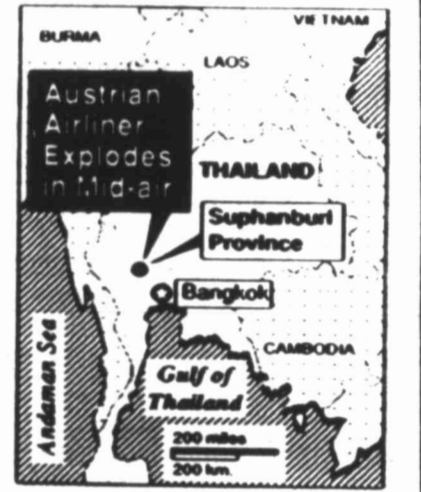 VIETNAM
BURMA
LAOS
Austrian
Airliner
Explodes
in Mid-air
THAILAND
Suphanburi
Province
Bangkok
CAMBODIA
Andaman Sea
Gulf of
Thailand
200 miles
200 km.